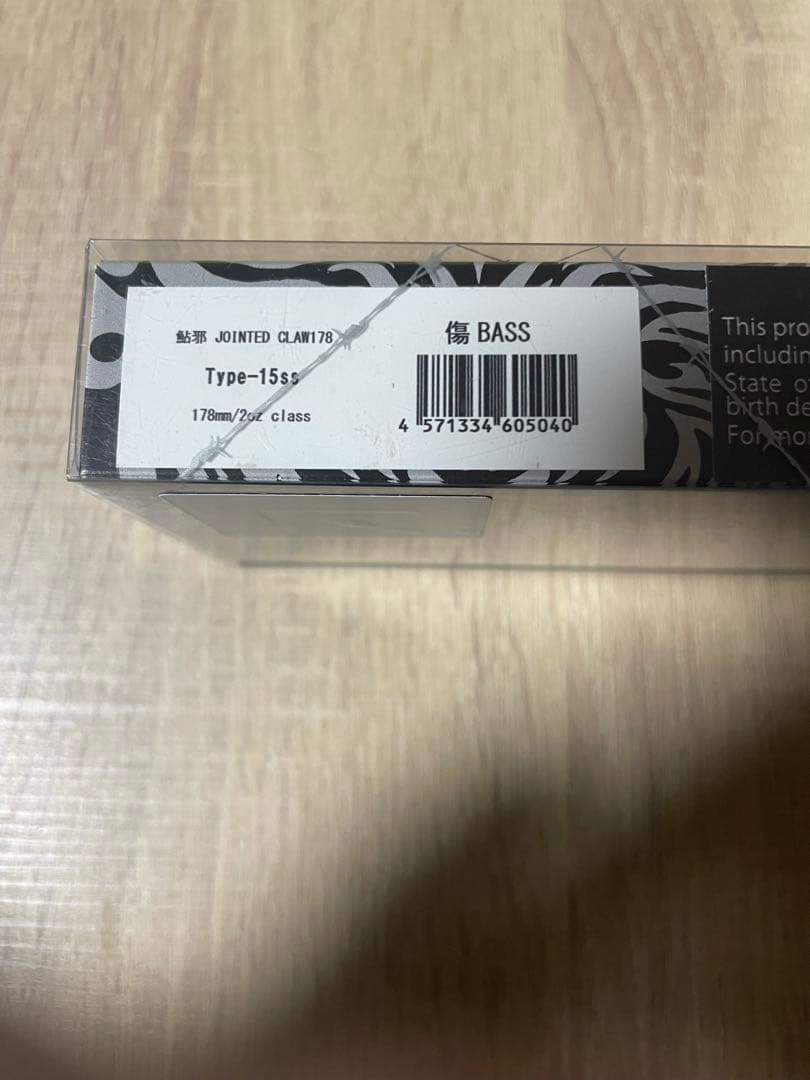 鮎邪 JOINTED CLAW178
Type-15ss
178mm/2oz class
傷 BASS
4 571334 605040
This pro
includin
State o
birth de
For mo